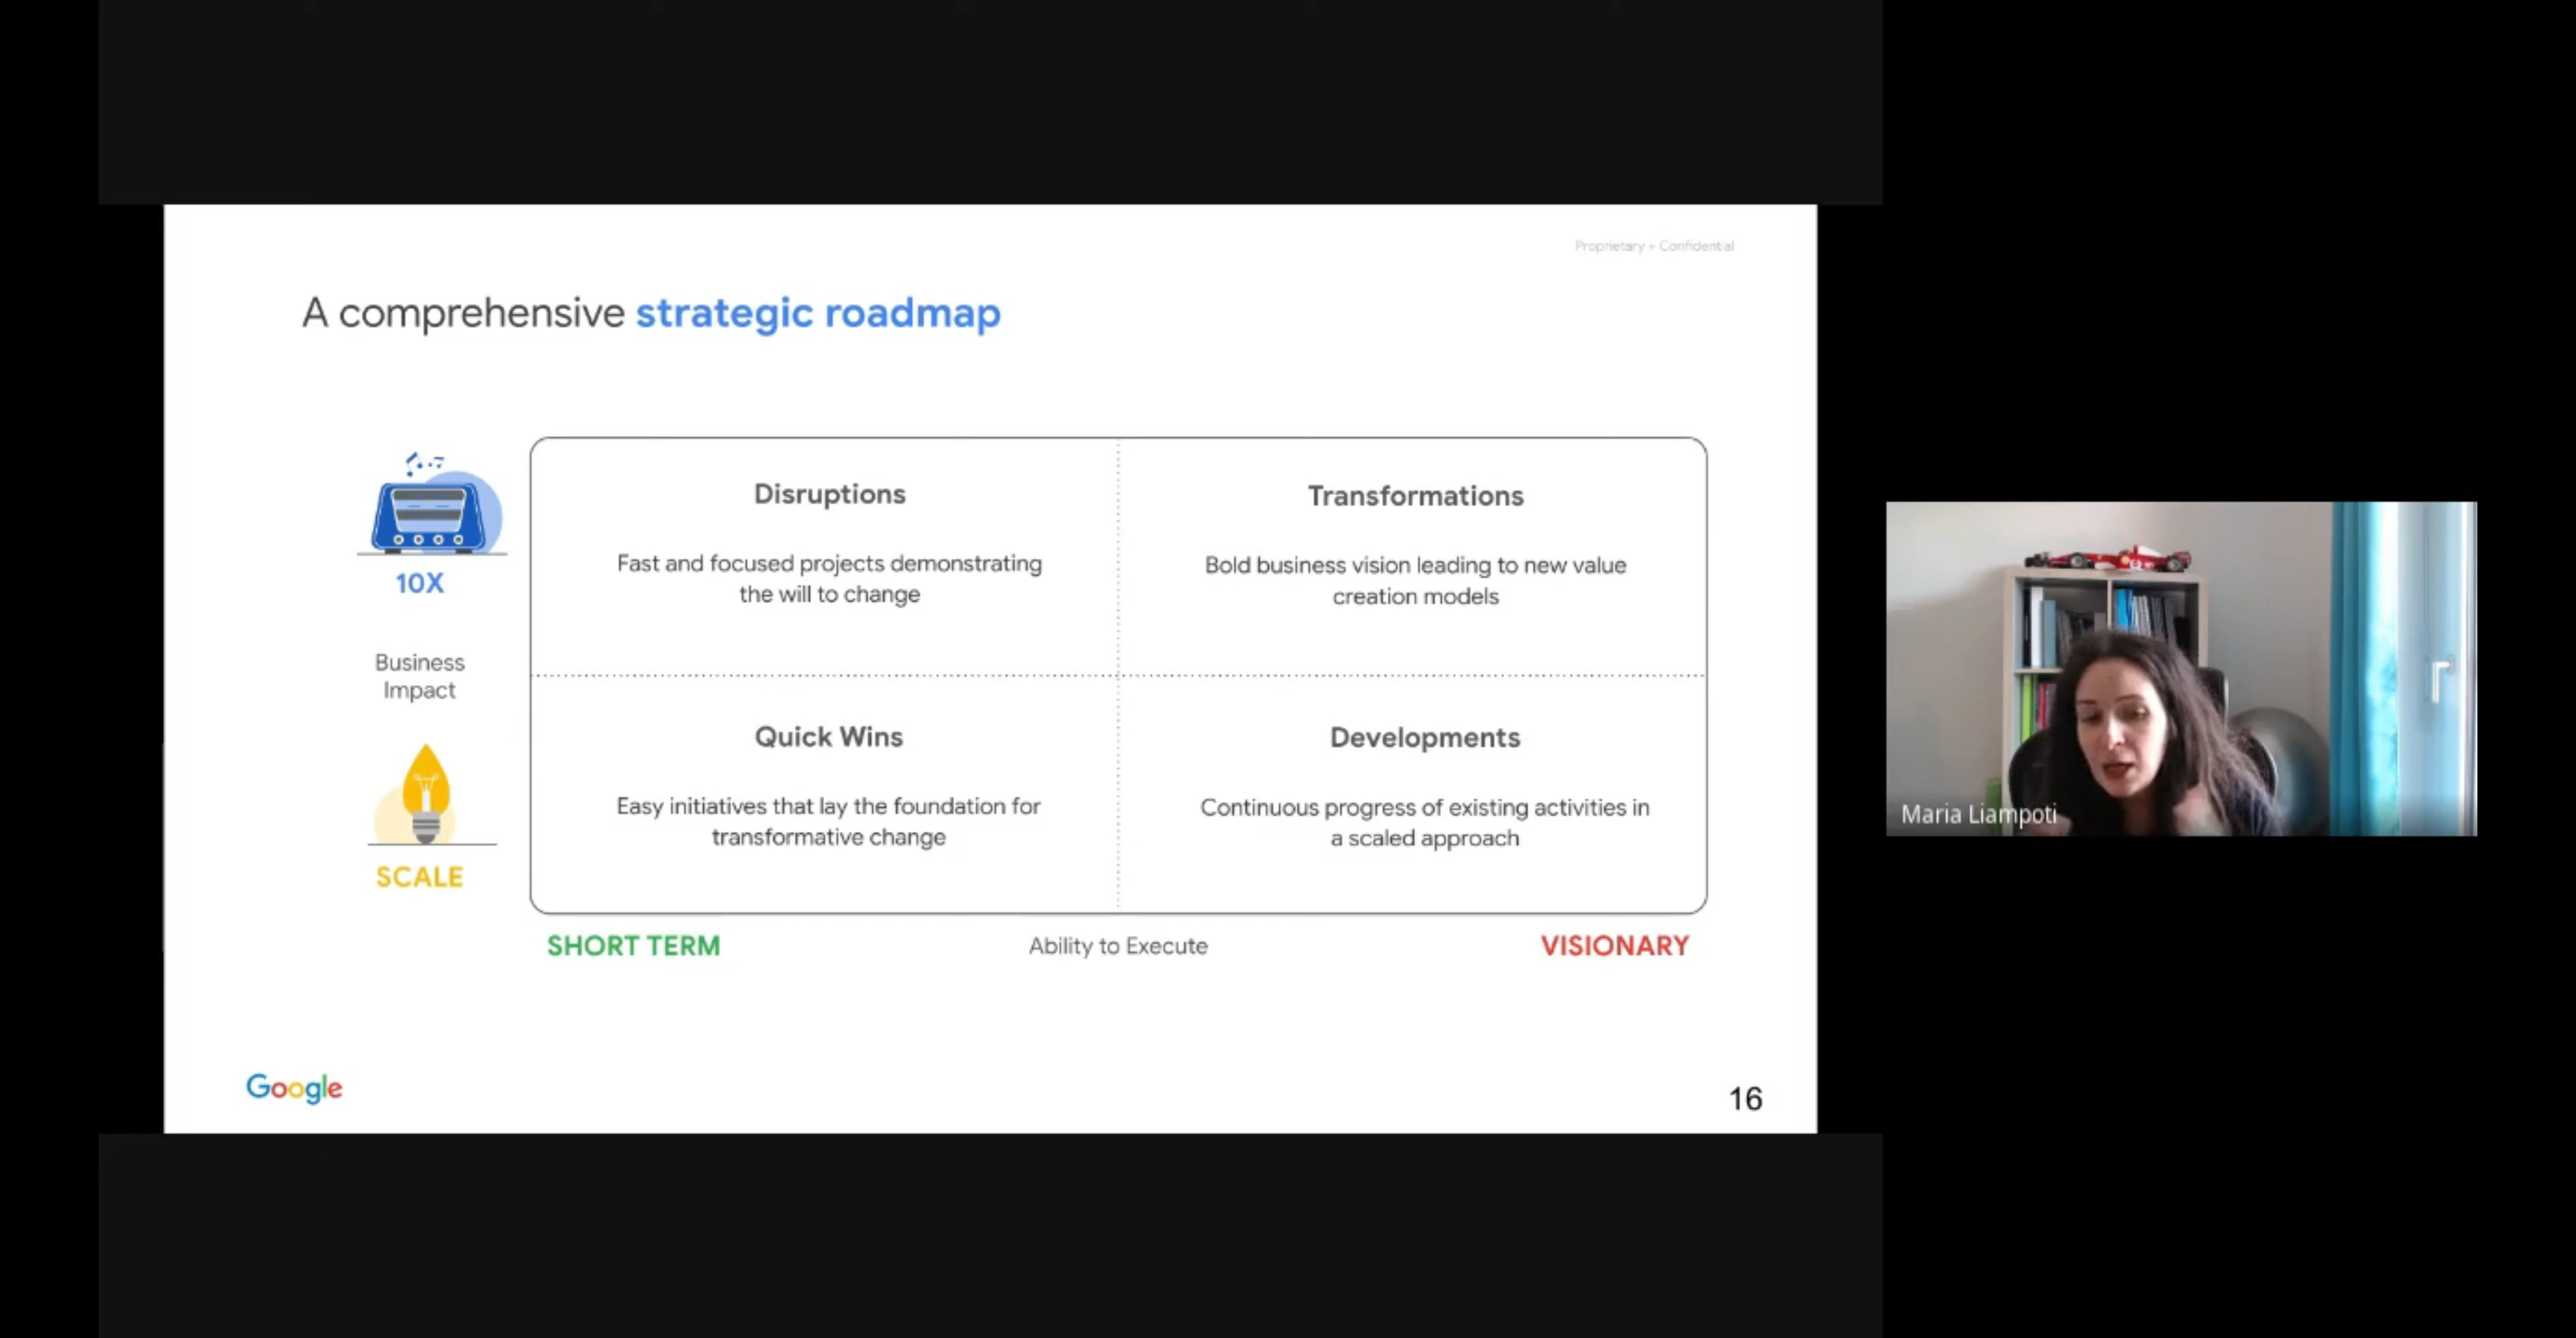 Proprietary + Confidential
A comprehensive strategic roadmap
10X
Business
Impact
SCALE
Disruptions
Fast and focused projects demonstrating
the will to change
Transformations
Bold business vision leading to new value
creation models
Quick Wins
Easy initiatives that lay the foundation for
transformative change
Developments
Continuous progress of existing activities in
a scaled approach
SHORT TERM
Ability to Execute
VISIONARY
Google
16
Maria Liampoti